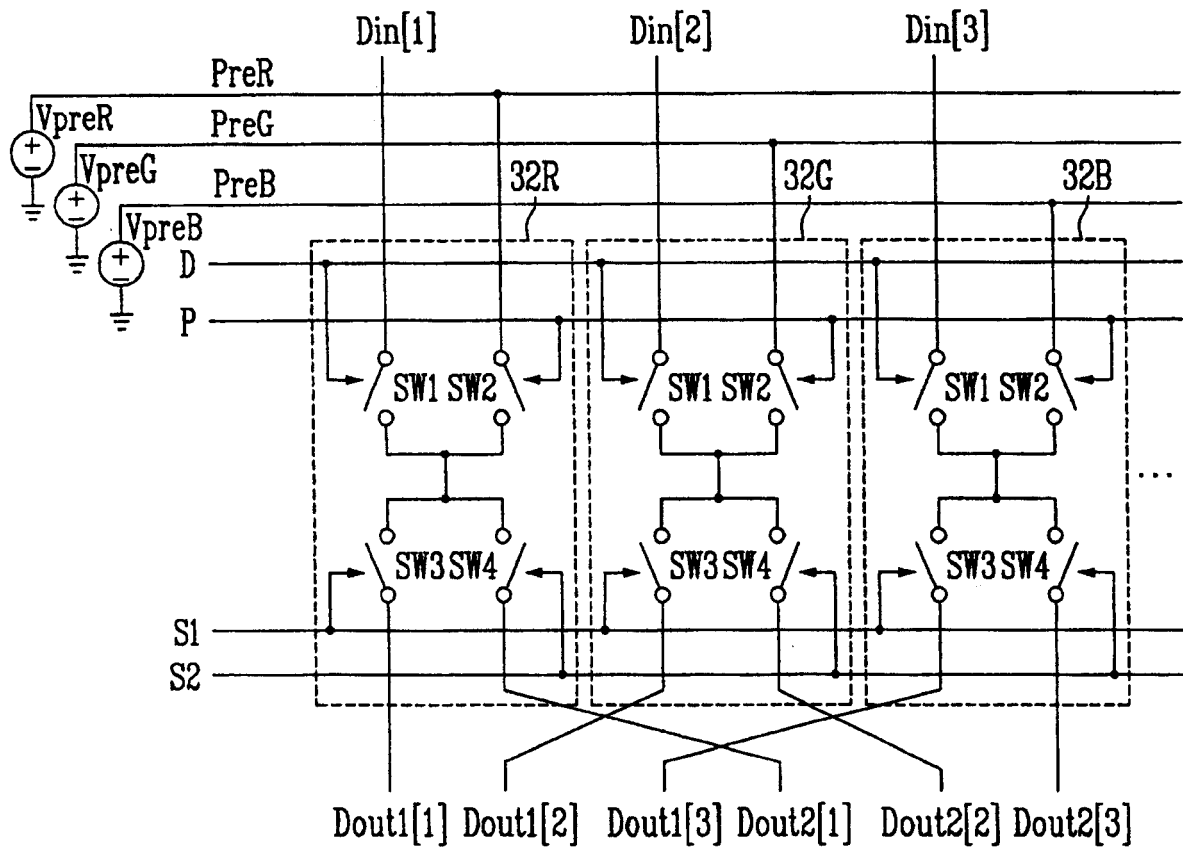 Din[1] Din[2] Din[3]
PreR
VpreR
PreG
VpreG
PreB
32R 32G 32B
VpreB
D
P
SW1 SW2 SW1 SW2 SW1 SW2
...
SW3 SW4 SW3 SW4 SW3 SW4
S1
S2
Dout1[1] Dout1[2] Dout1[3] Dout2[1] Dout2[2] Dout2[3]